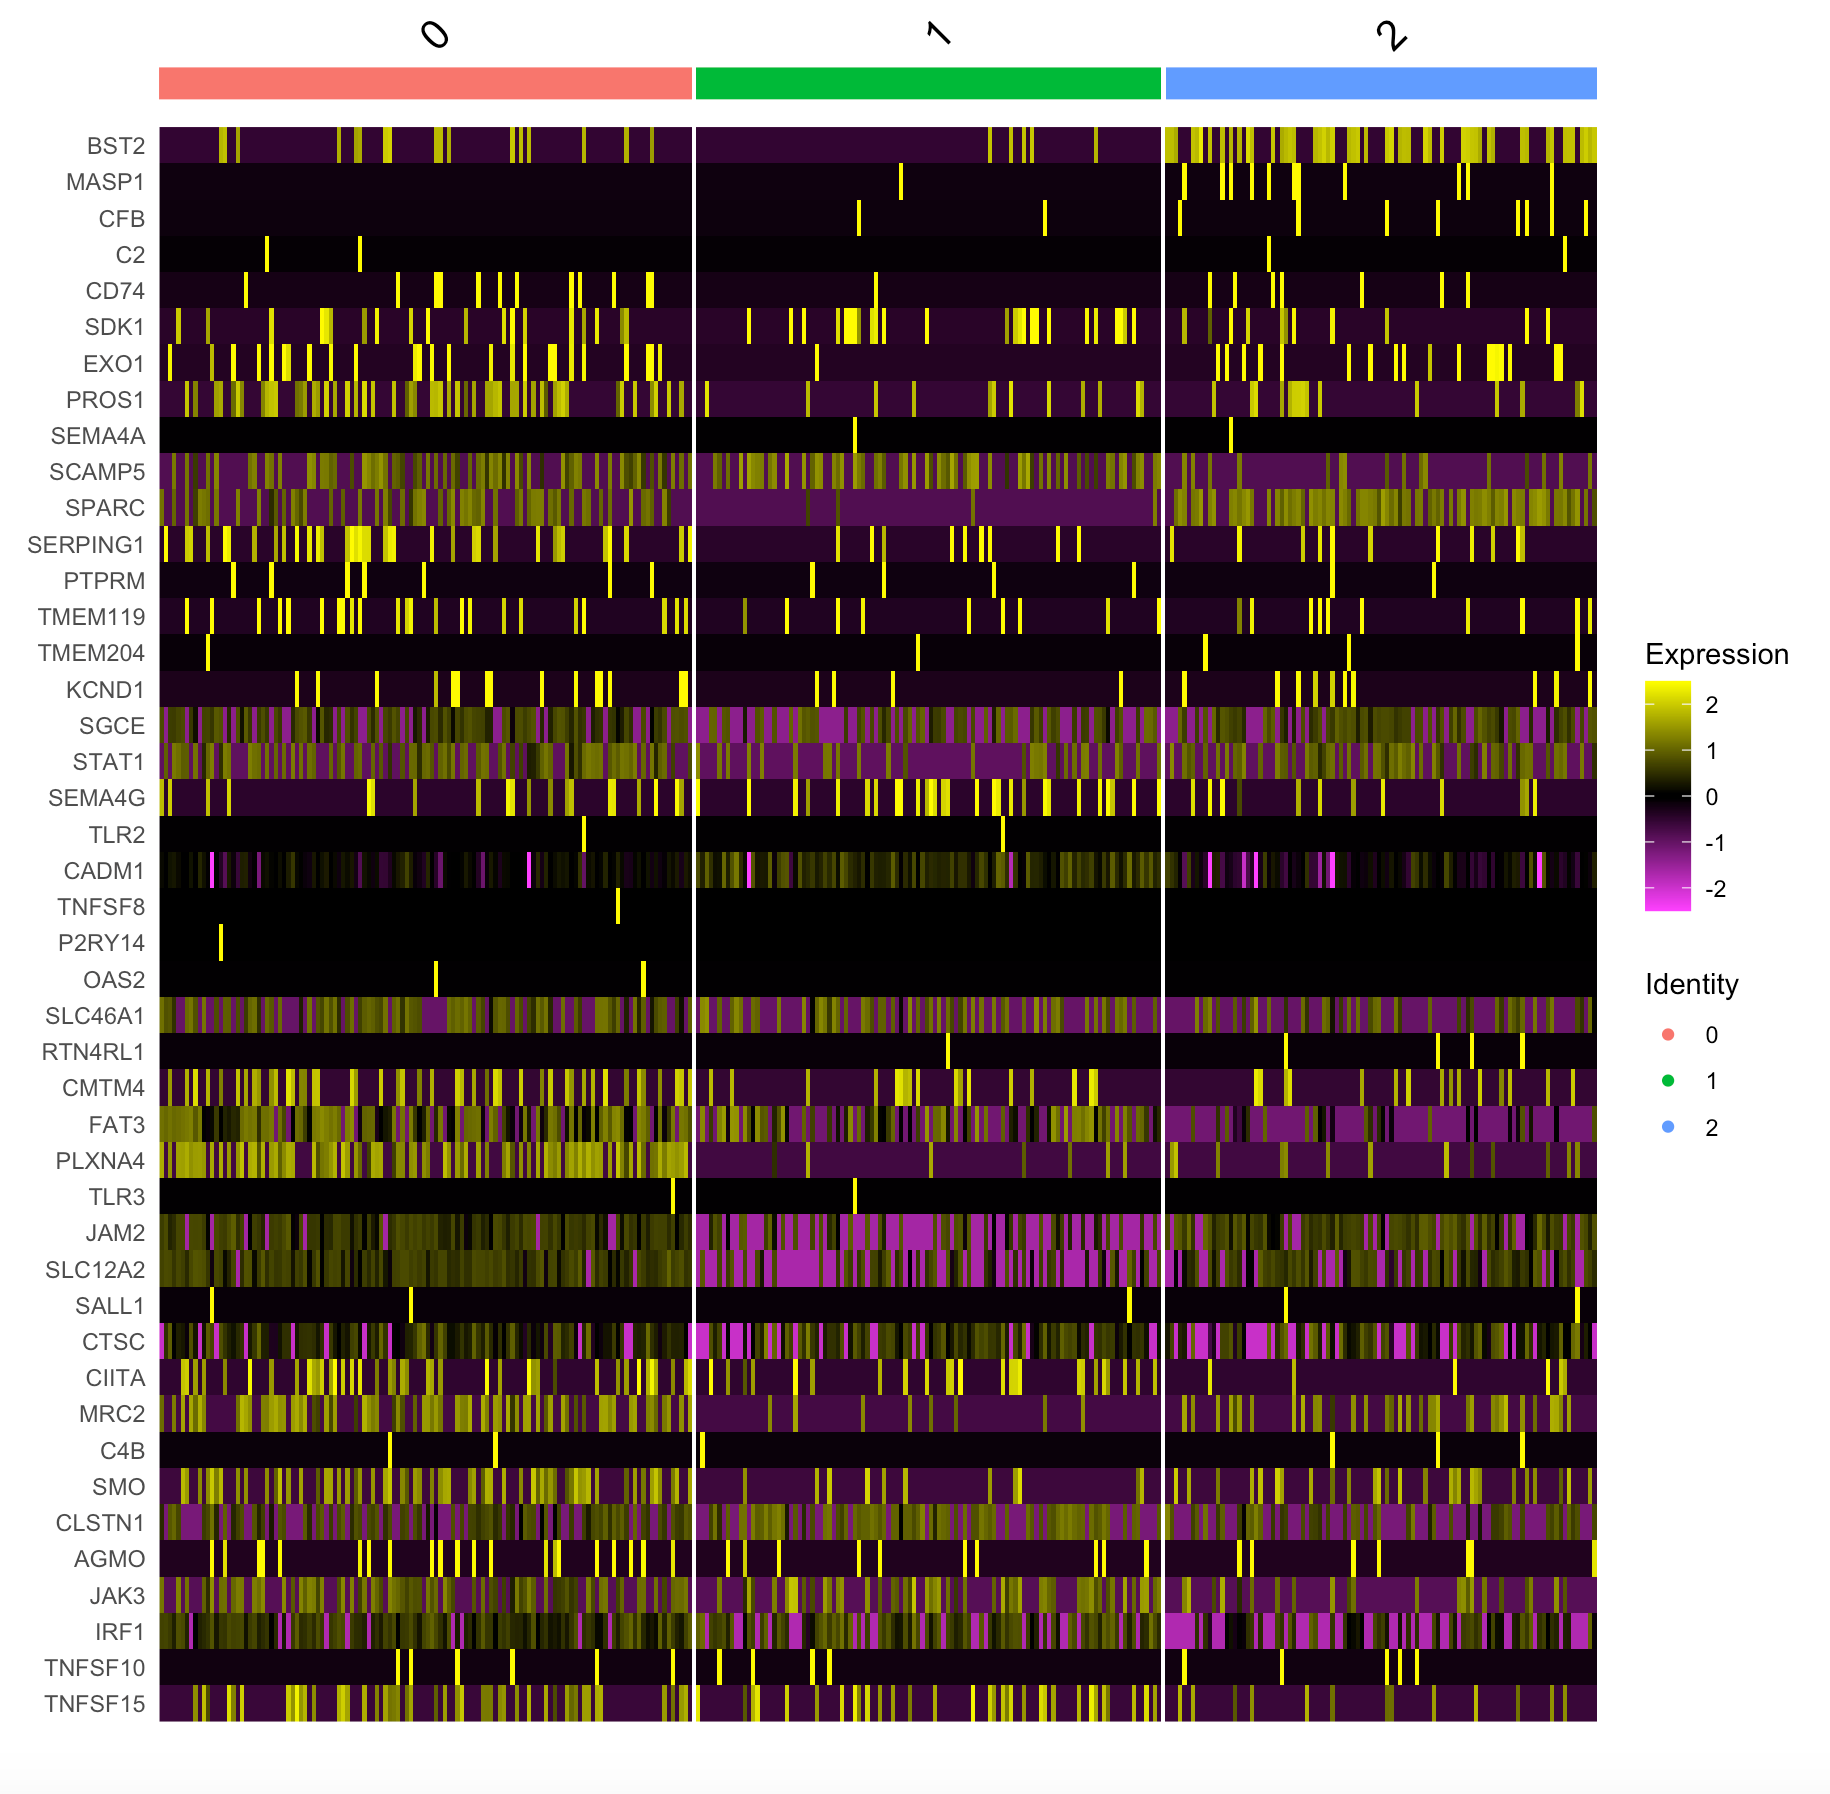 0 1 2
BST2
MASP1
CFB
C2
CD74
SDK1
EXO1
PROS1
SEMA4A
SCAMP5
SPARC
SERPING1
PTPRM
TMEM119
TMEM204
KCND1
SGCE
STAT1
SEMA4G
TLR2
CADM1
TNFSF8
P2RY14
OAS2
SLC46A1
RTN4RL1
CMTM4
FAT3
PLXNA4
TLR3
JAM2
SLC12A2
SALL1
CTSC
CIITA
MRC2
C4B
SMO
CLSTN1
AGMO
JAK3
IRF1
TNFSF10
TNFSF15
Expression
2
1
0
-1
-2
Identity
0
1
2